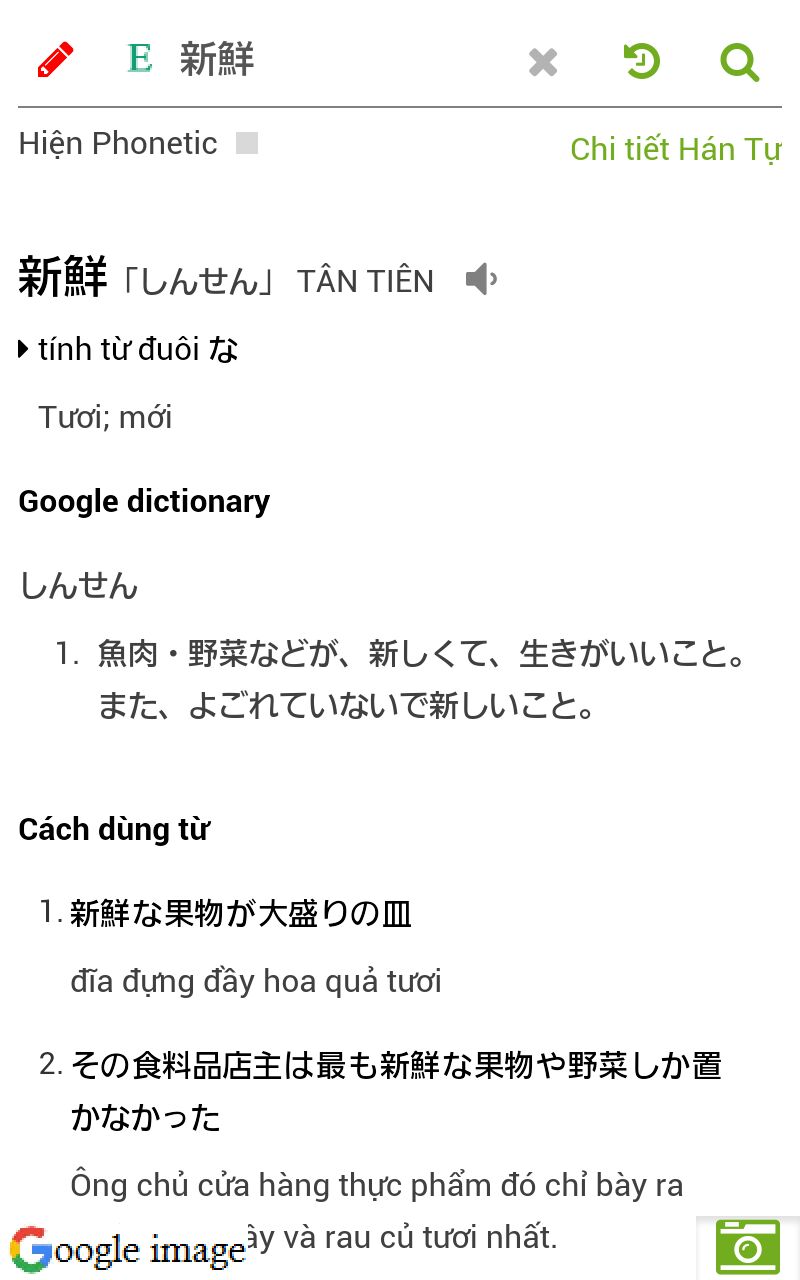 E 新鮮
Hiện Phonetic
Chi tiết Hán Tự
新鮮「しんせん」 TÂN TIÊN
tính từ đuôi な
Tươi; mới
Google dictionary
しんせん
1. 魚肉・野菜などが、新しくて、生きがいいこと。
また、よごれていないで新しいこと。
Cách dùng từ
1. 新鮮な果物が大盛りの皿
đĩa đựng đầy hoa quả tươi
2. その食料品店主は最も新鮮な果物や野菜しか置
かなかった
Ông chủ cửa hàng thực phẩm đó chỉ bày ra
và rau củ tươi nhất.
Google image